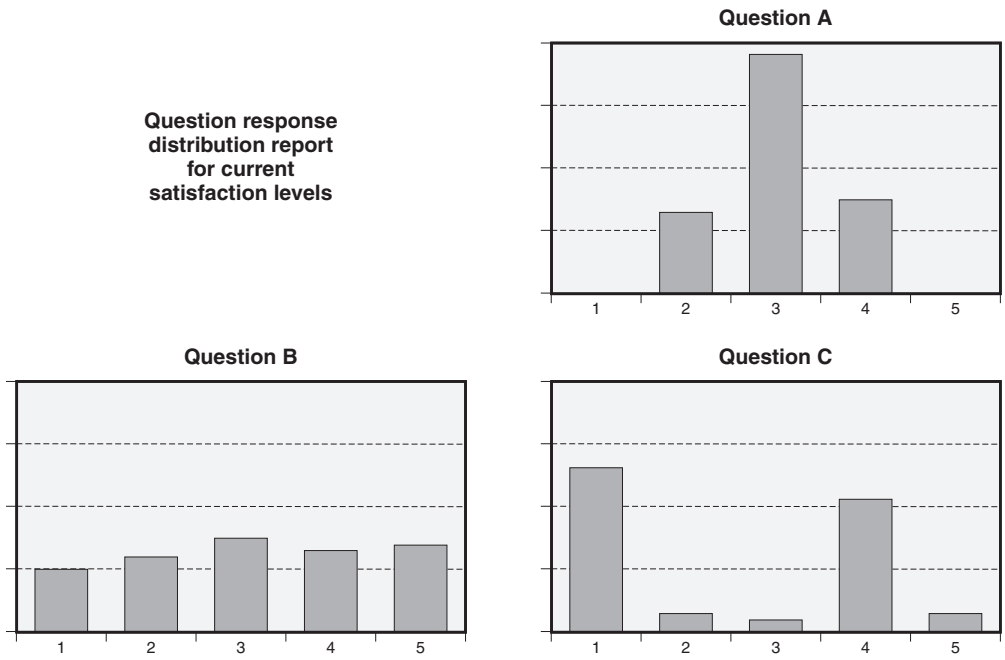 Question response
distribution report
for current
satisfaction levels
Question A
1 2 3 4 5
Question B
1 2 3 4 5
Question C
1 2 3 4 5